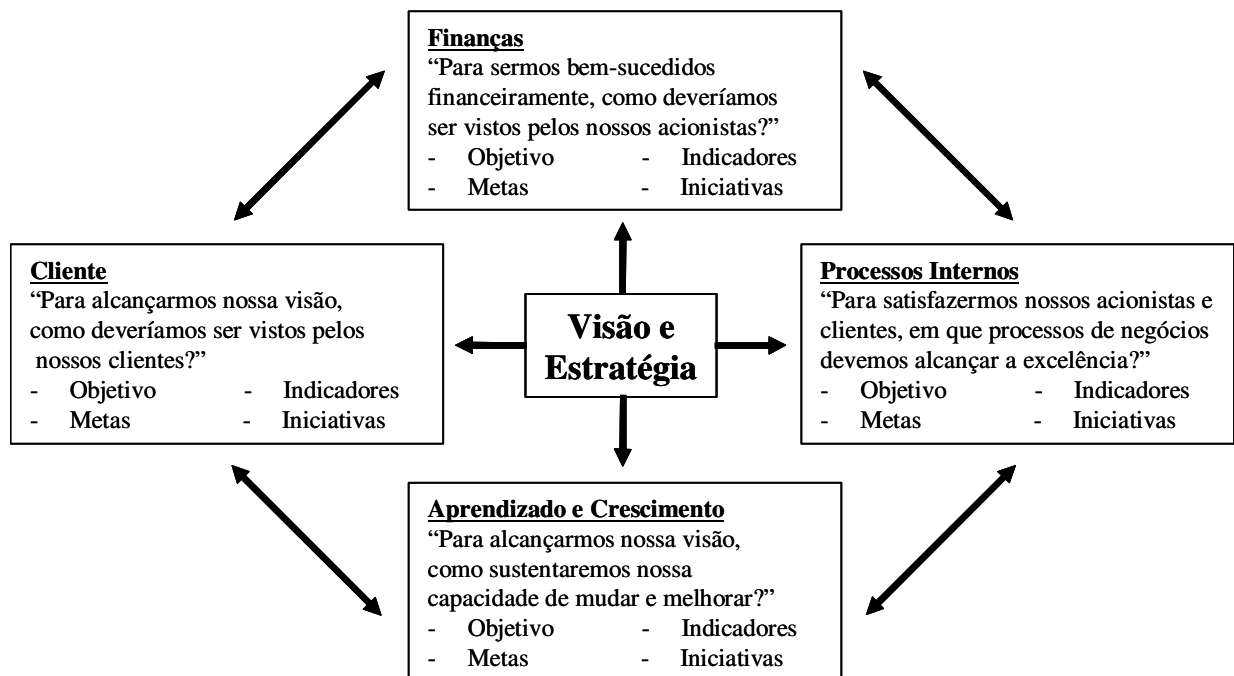 Finanças
“Para sermos bem-sucedidos
financeiramente, como deveríamos
ser vistos pelos nossos acionistas?”
- Objetivo - Indicadores
- Metas - Iniciativas
Cliente
“Para alcançarmos nossa visão,
como deveríamos ser vistos pelos
nossos clientes?”
- Objetivo - Indicadores
- Metas - Iniciativas
Visão e
Estratégia
Processos Internos
“Para satisfazermos nossos acionistas e
clientes, em que processos de negócios
devemos alcançar a excelência?”
- Objetivo - Indicadores
- Metas - Iniciativas
Aprendizado e Crescimento
“Para alcançarmos nossa visão,
como sustentaremos nossa
capacidade de mudar e melhorar?”
- Objetivo - Indicadores
- Metas - Iniciativas